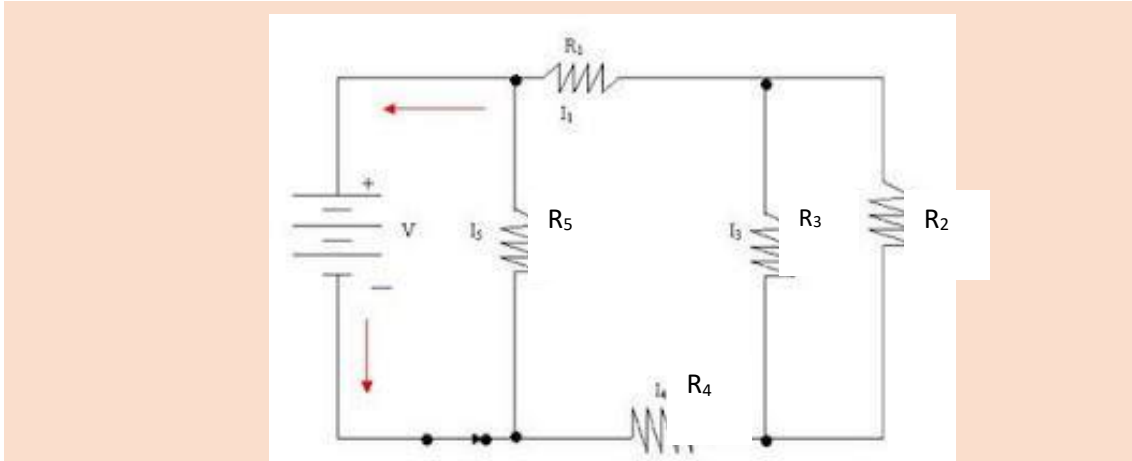 R₁
I₁
+
V
I₅
R₅
I₃
R₃
R₂
−
I₄
R₄